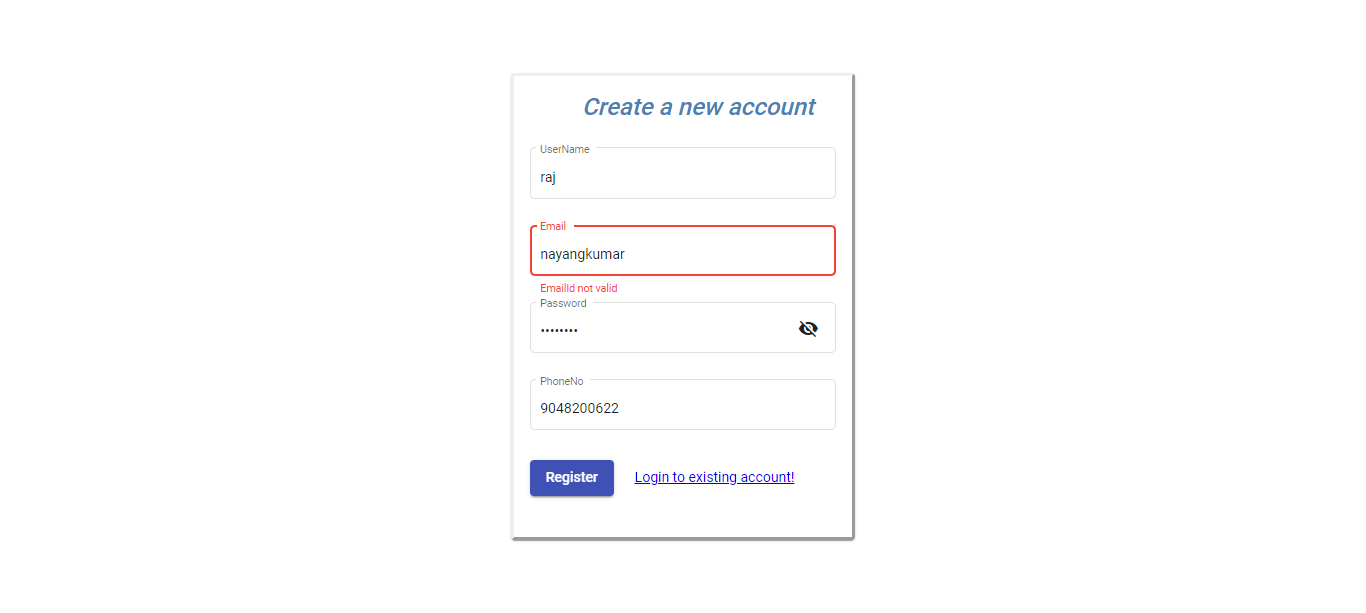 Create a new account
UserName
raj
Email
nayangkumar
EmailId not valid
Password
••••••••
PhoneNo
9048200622
Register
Login to existing account!